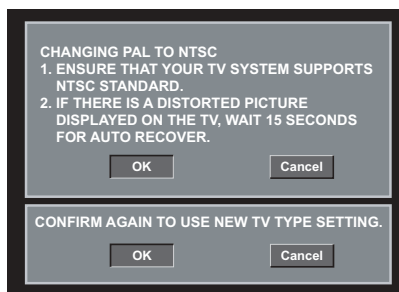 CHANGING PAL TO NTSC
1. ENSURE THAT YOUR TV SYSTEM SUPPORTS
NTSC STANDARD.
2. IF THERE IS A DISTORTED PICTURE
DISPLAYED ON THE TV, WAIT 15 SECONDS
FOR AUTO RECOVER.
OK Cancel
CONFIRM AGAIN TO USE NEW TV TYPE SETTING.
OK Cancel